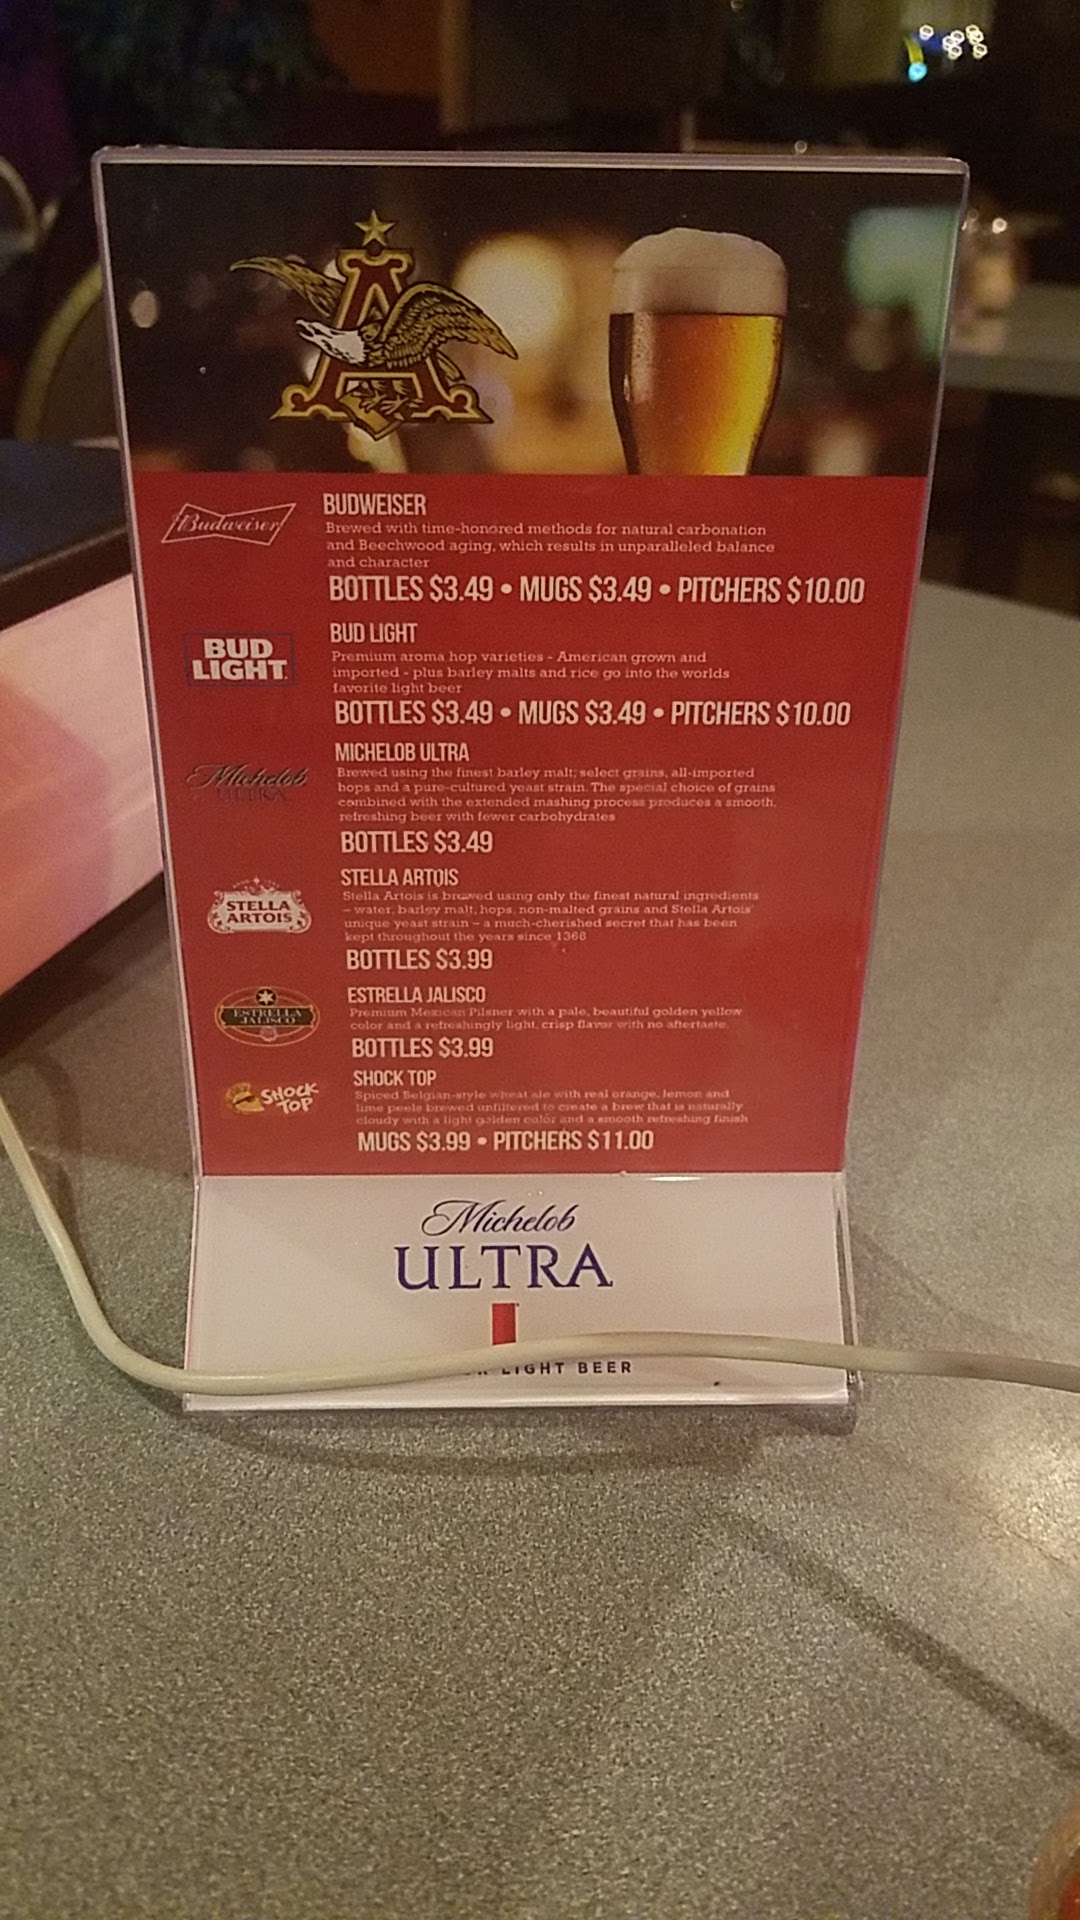 Budweiser
BUDWEISER
Brewed with time-honored methods for natural carbonation
and Beechwood aging, which results in unparalleled balance
and character
BOTTLES $3.49 • MUGS $3.49 • PITCHERS $10.00
BUD
LIGHT
BUD LIGHT
Premium aroma hop varieties - American grown and
imported - plus barley malts and rice go into the worlds
favorite light beer
BOTTLES $3.49 • MUGS $3.49 • PITCHERS $10.00
Michelob
ULTRA
MICHELOB ULTRA
Brewed using the finest barley malt; select grains, all-imported
hops and a pure-cultured yeast strain. The special choice of grains
combined with the extended mashing process produces a smooth,
refreshing beer with fewer carbohydrates
BOTTLES $3.49
STELLA
ARTOIS
STELLA ARTOIS
Stella Artois is brewed using only the finest natural ingredients
– water, barley malt, hops, non-malted grains and Stella Artois'
unique yeast strain – a much-cherished secret that has been
kept throughout the years since 1366
BOTTLES $3.99
ESTRELLA
JALISCO
ESTRELLA JALISCO
Premium Mexican Pilsner with a pale, beautiful golden yellow
color and a refreshingly light, crisp flavor with no aftertaste.
BOTTLES $3.99
SHOCK
TOP
SHOCK TOP
Spiced Belgian-style wheat ale with real orange, lemon and
lime peels brewed unfiltered to create a brew that is naturally
cloudy with a light golden color and a smooth refreshing finish
MUGS $3.99 • PITCHERS $11.00
Michelob
ULTRA
LIGHT BEER